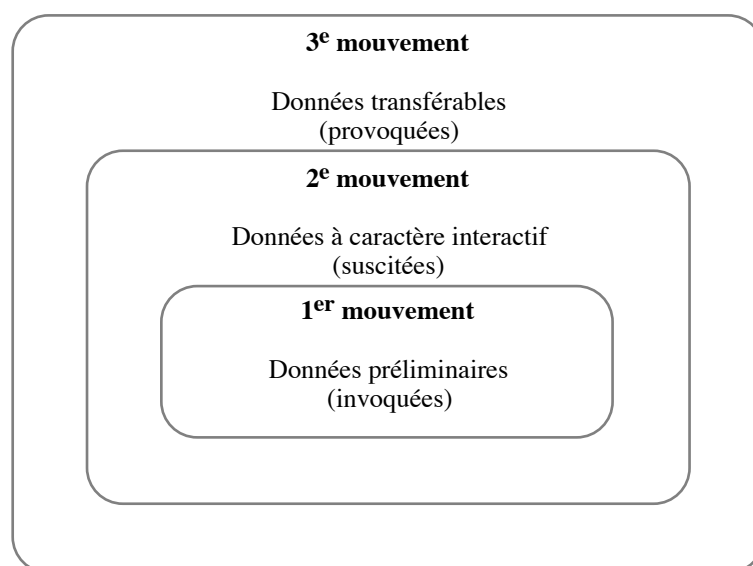 3e mouvement
Données transférables
(provoquées)
2e mouvement
Données à caractère interactif
(suscitées)
1er mouvement
Données préliminaires
(invoquées)